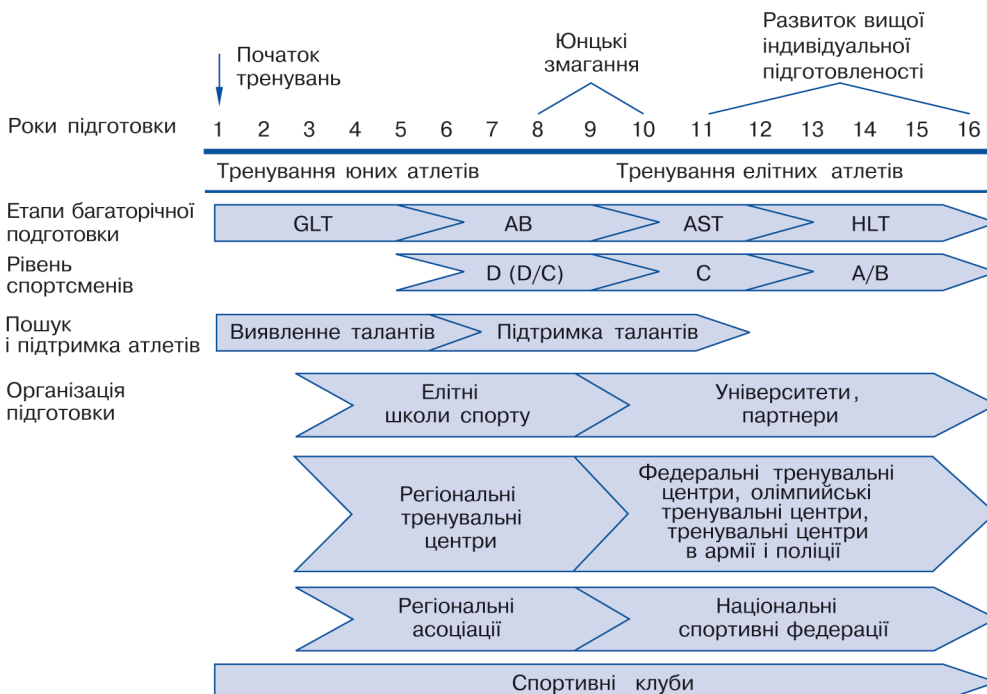 Початок
тренувань
Юнцькі
змагання
Развиток вищої
індивідуальної
підготовленості
Роки підготовки 1 2 3 4 5 6 7 8 9 10 11 12 13 14 15 16
Тренування юних атлетів Тренування елітних атлетів
Етапи багаторічної
подготовки
GLT AB AST HLT
Рівень
спортсменів
D (D/C) C A/B
Пошук
і підтримка атлетів
Виявленне талантів Підтримка талантів
Організація
підготовки
Елітні
школи спорту
Університети,
партнери
Регіональні
тренувальні
центри
Федеральні тренувальні
центри, олімпийські
тренувальні центри,
тренувальні центри
в армії і поліції
Регіональні
асоціації
Національні
спортивні федерації
Спортивні клуби